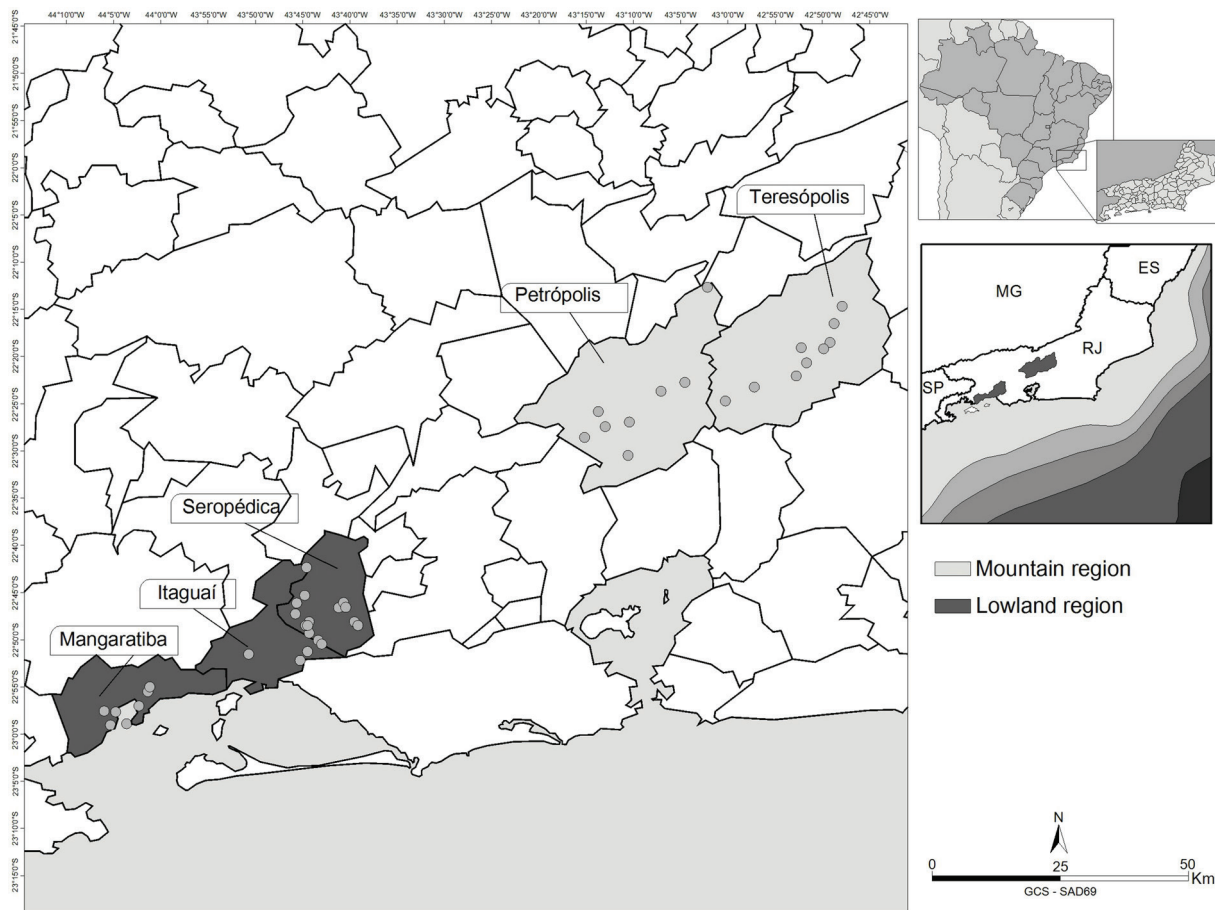 44°10'0"W 44°5'0"W 44°0'0"W 43°55'0"W 43°50'0"W 43°45'0"W 43°40'0"W 43°35'0"W 43°30'0"W 43°25'0"W 43°20'0"W 43°15'0"W 43°10'0"W 43°5'0"W 43°0'0"W 42°55'0"W 42°50'0"W 42°45'0"W
21°45'0"S
21°50'0"S
21°55'0"S
22°0'0"S
22°5'0"S
22°10'0"S
22°15'0"S
22°20'0"S
22°25'0"S
22°30'0"S
22°35'0"S
22°40'0"S
22°45'0"S
22°50'0"S
22°55'0"S
23°0'0"S
23°5'0"S
23°10'0"S
23°15'0"S
Teresópolis
Petrópolis
Seropédica
Itaguaí
Mangaratiba
ES
MG
RJ
SP
Mountain region
Lowland region
N
0 25 50
Km
GCS - SAD69